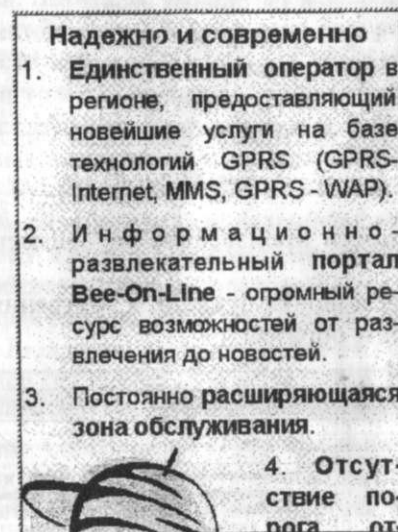 Надежно и современно
1. Единственный оператор в
регионе, предоставляющий
новейшие услуги на базе
технологий GPRS (GPRS-
Internet, MMS, GPRS - WAP).
2. Информационно-
развлекательный портал
Bee-On-Line - огромный ре-
сурс возможностей от раз-
влечения до новостей.
3. Постоянно расширяющаяся
зона обслуживания.
4. Отсут-
ствие по-
рога от-